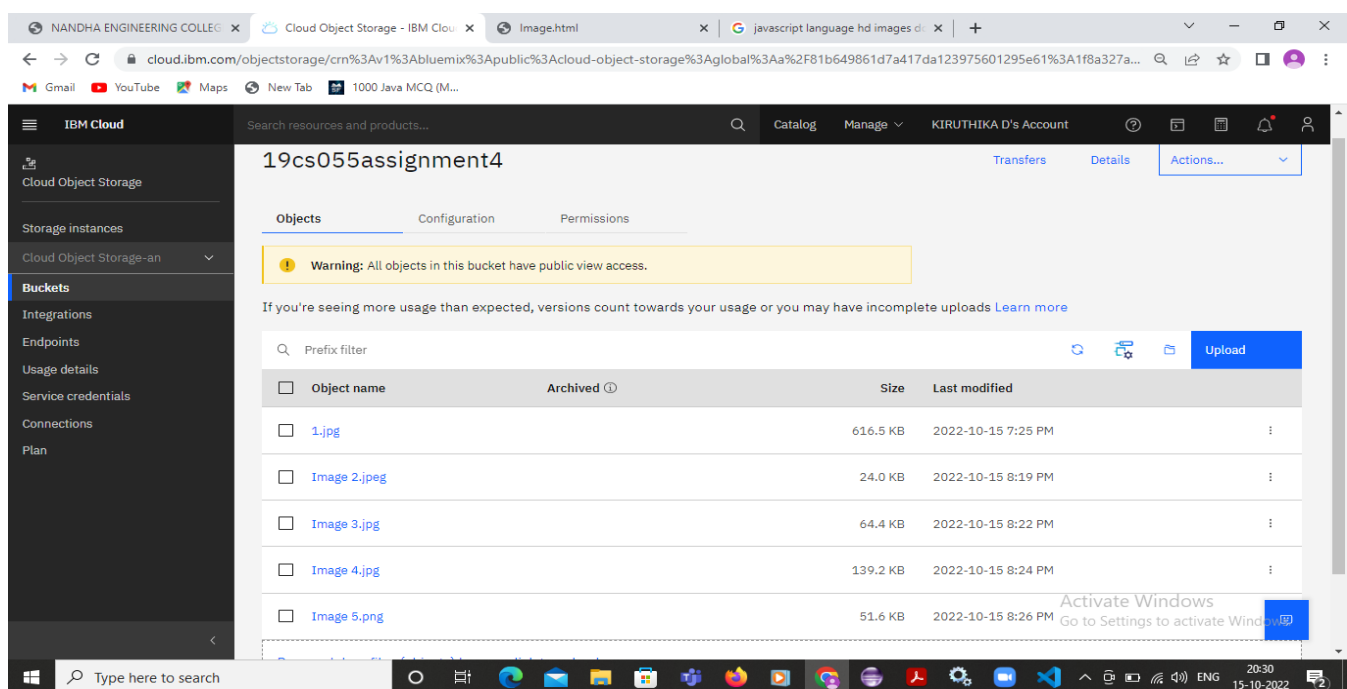 NANDHA ENGINEERING COLLEG
Cloud Object Storage - IBM Clou
Image.html
javascript language hd images d
cloud.ibm.com/objectstorage/crn%3Av1%3Abluemix%3Apublic%3Acloud-object-storage%3Aglobal%3Aa%2F81b649861d7a417da123975601295e61%3A1f8a327a...
Gmail YouTube Maps New Tab 1000 Java MCQ (M...
IBM Cloud Search resources and products... Catalog Manage KIRUTHIKA D's Account
Cloud Object Storage
Storage instances
Cloud Object Storage-an
Buckets
Integrations
Endpoints
Usage details
Service credentials
Connections
Plan
19cs055assignment4 Transfers Details Actions...
Objects Configuration Permissions
Warning: All objects in this bucket have public view access.
If you're seeing more usage than expected, versions count towards your usage or you may have incomplete uploads Learn more
Prefix filter Upload
Object name Archived Size Last modified
1.jpg 616.5 KB 2022-10-15 7:25 PM
Image 2.jpeg 24.0 KB 2022-10-15 8:19 PM
Image 3.jpg 64.4 KB 2022-10-15 8:22 PM
Image 4.jpg 139.2 KB 2022-10-15 8:24 PM
Image 5.png 51.6 KB 2022-10-15 8:26 PM
Activate Windows
Go to Settings to activate Windows.
Type here to search
ENG
20:30
15-10-2022
2